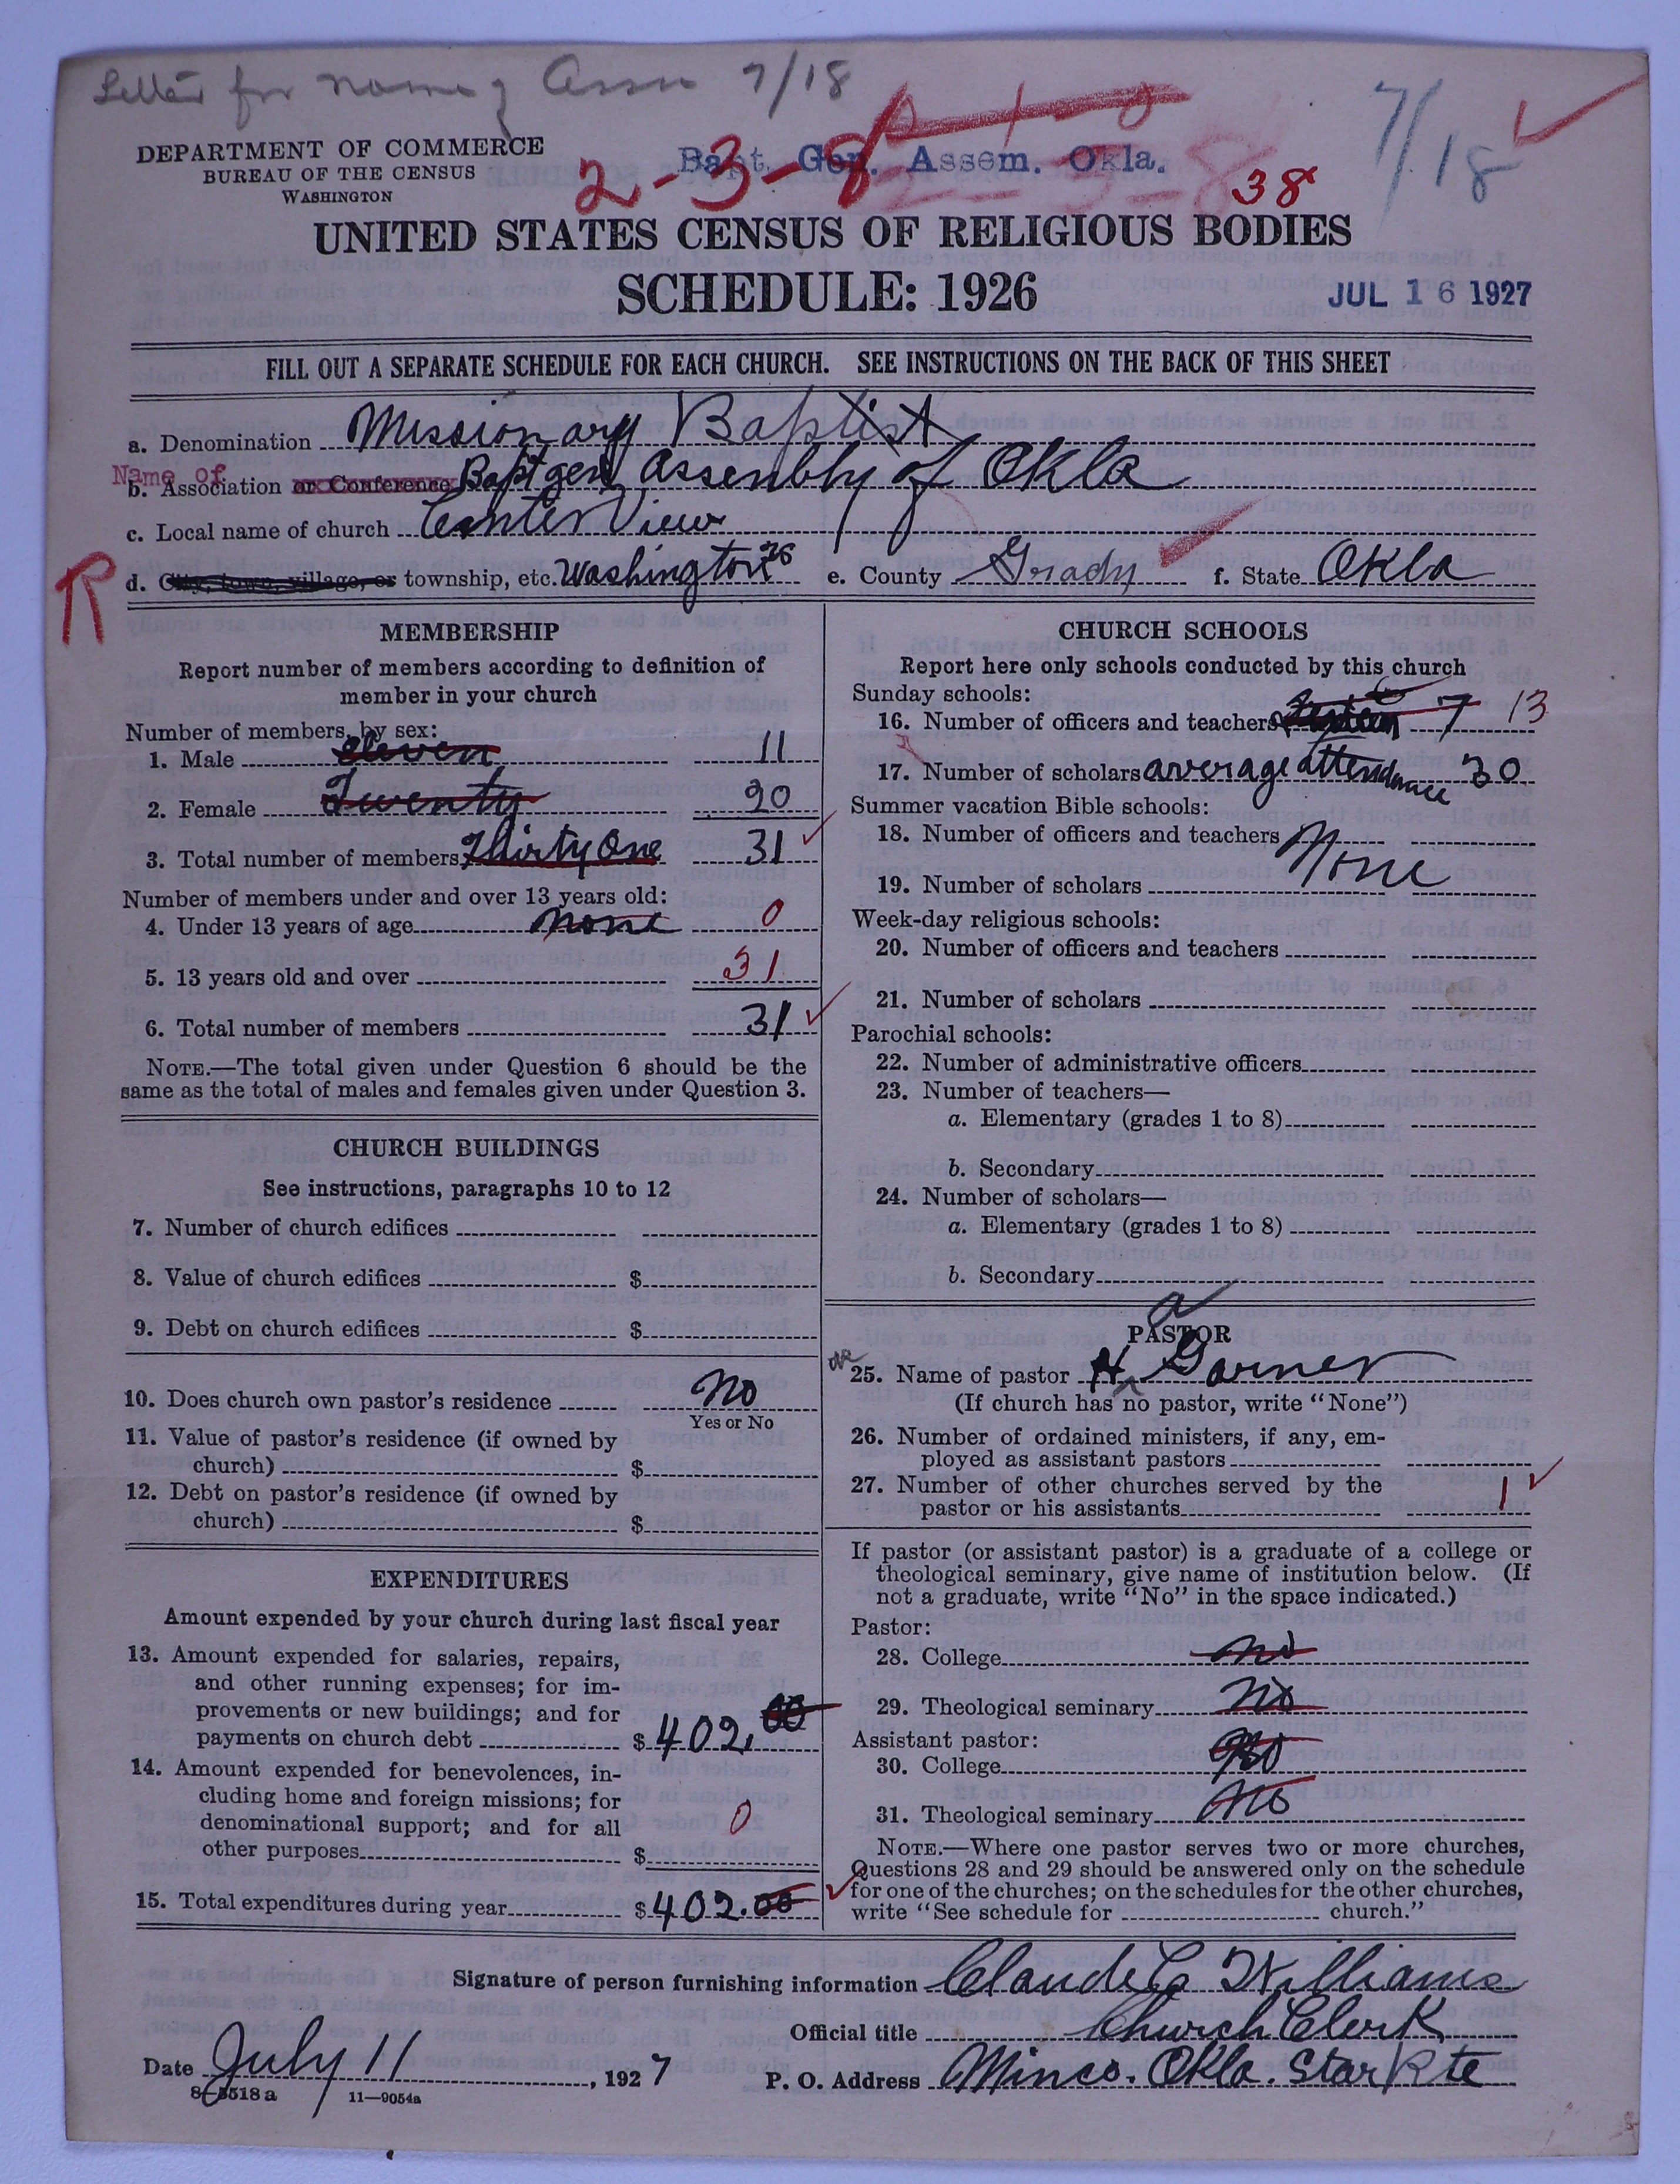 Letter for name of Assn 7/18
7/18
DEPARTMENT OF COMMERCE
BUREAU OF THE CENSUS
WASHINGTON
Bapt. Gen. Assem. Okla.
2-3-8
38
UNITED STATES CENSUS OF RELIGIOUS BODIES
SCHEDULE: 1926
JUL 16 1927
FILL OUT A SEPARATE SCHEDULE FOR EACH CHURCH. SEE INSTRUCTIONS ON THE BACK OF THIS SHEET
a. Denomination Missionary Baptist
Name of
b. Association or Conference Bapt gen assembly of Okla
c. Local name of church Center View
R
d. City, town, village, or township, etc. Washington 26 e. County Grady f. State Okla
MEMBERSHIP
Report number of members according to definition of
member in your church
Number of members, by sex:
1. Male eleven 11
2. Female Twenty 20
3. Total number of members Thirty One 31
Number of members under and over 13 years old:
4. Under 13 years of age none 0
5. 13 years old and over 31
6. Total number of members 31
NOTE.—The total given under Question 6 should be the
same as the total of males and females given under Question 3.
CHURCH BUILDINGS
See instructions, paragraphs 10 to 12
7. Number of church edifices
8. Value of church edifices $
9. Debt on church edifices $
10. Does church own pastor's residence No
Yes or No
11. Value of pastor's residence (if owned by
church) $
12. Debt on pastor's residence (if owned by
church) $
EXPENDITURES
Amount expended by your church during last fiscal year
13. Amount expended for salaries, repairs,
and other running expenses; for im-
provements or new buildings; and for
payments on church debt $402.00
14. Amount expended for benevolences, in-
cluding home and foreign missions; for
denominational support; and for all
other purposes $ 0
15. Total expenditures during year $402.00
CHURCH SCHOOLS
Report here only schools conducted by this church
Sunday schools:
16. Number of officers and teachers 7 13
17. Number of scholars average attendance 30
Summer vacation Bible schools:
18. Number of officers and teachers None
19. Number of scholars
Week-day religious schools:
20. Number of officers and teachers
21. Number of scholars
Parochial schools:
22. Number of administrative officers
23. Number of teachers—
a. Elementary (grades 1 to 8)
b. Secondary
24. Number of scholars—
a. Elementary (grades 1 to 8)
b. Secondary
PASTOR
a
25. Name of pastor H Garner
(If church has no pastor, write "None")
26. Number of ordained ministers, if any, em-
ployed as assistant pastors
27. Number of other churches served by the
pastor or his assistants 1
If pastor (or assistant pastor) is a graduate of a college or
theological seminary, give name of institution below. (If
not a graduate, write "No" in the space indicated.)
Pastor:
28. College no
29. Theological seminary no
Assistant pastor:
30. College no
31. Theological seminary no
NOTE.—Where one pastor serves two or more churches,
Questions 28 and 29 should be answered only on the schedule
for one of the churches; on the schedules for the other churches,
write "See schedule for church."
Signature of person furnishing information Claude C Williams
Official title Church Clerk
Date July 11, 1927 P. O. Address Minco. Okla. Star Rte
8-5518a 11—9054a